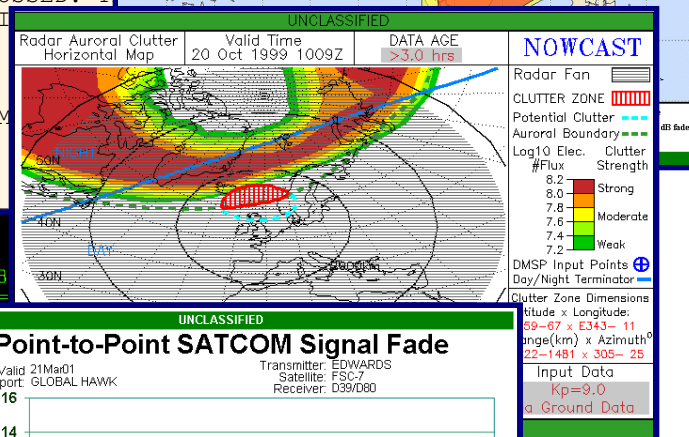 UNCLASSIFIED
Radar Auroral Clutter
Horizontal Map
Valid Time
20 Oct 1999 1009Z
DATA AGE
>3.0 hrs
NOWCAST
Radar Fan
CLUTTER ZONE
Potential Clutter
Auroral Boundary
Log10 Elec.
#Flux
Clutter
Strength
8.2
8.0
7.8
7.6
7.4
7.2
Strong
Moderate
Weak
DMSP Input Points
Day/Night Terminator
Clutter Zone Dimensions
titude x Longitude:
59-67 x E343- 11
ange(km) x Azimuth°
22-1481 x 305- 25
Input Data
Kp=9.0
a Ground Data
50N
NIGHT
40N
DAY
30N
dB fade
UNCLASSIFIED
Point-to-Point SATCOM Signal Fade
Valid 21Mar01
port: GLOBAL HAWK
Transmitter: EDWARDS
Satellite: FSC-7
Receiver: D39/D80
16
14